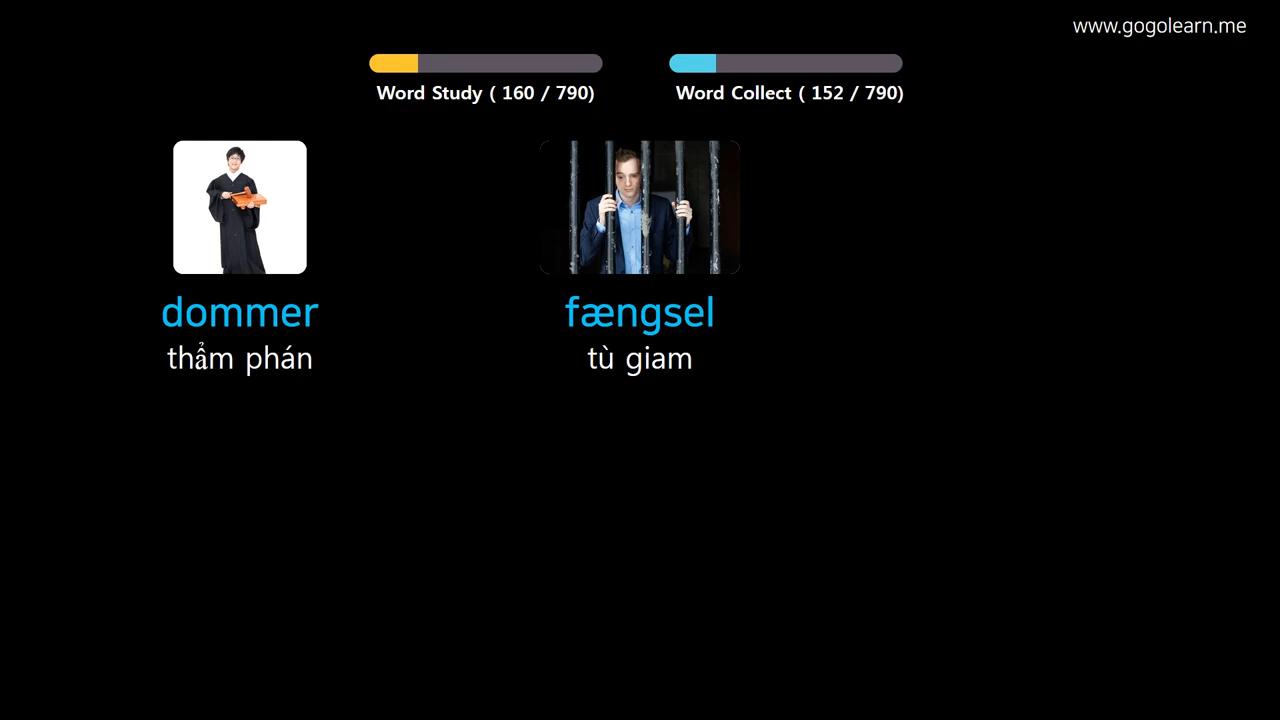 www.gogolearn.me
Word Study ( 160 / 790)
Word Collect ( 152 / 790)
dommer
fængsel
thẩm phán
tù giam